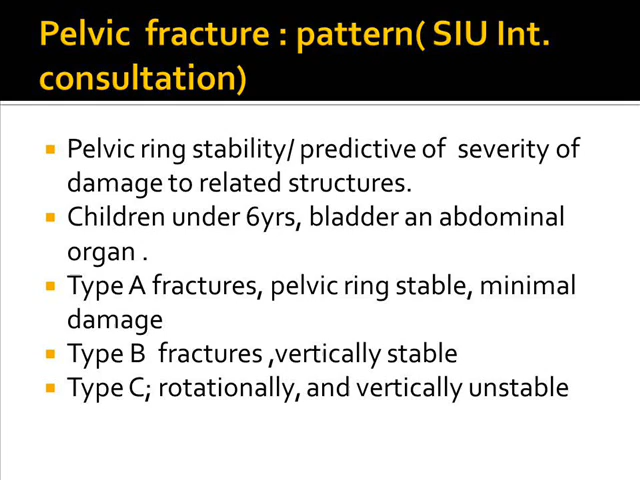 Pelvic fracture : pattern( SIU Int.
consultation)
Pelvic ring stability/ predictive of severity of
damage to related structures.
Children under 6yrs, bladder an abdominal
organ .
Type A fractures, pelvic ring stable, minimal
damage
Type B fractures ,vertically stable
Type C; rotationally, and vertically unstable